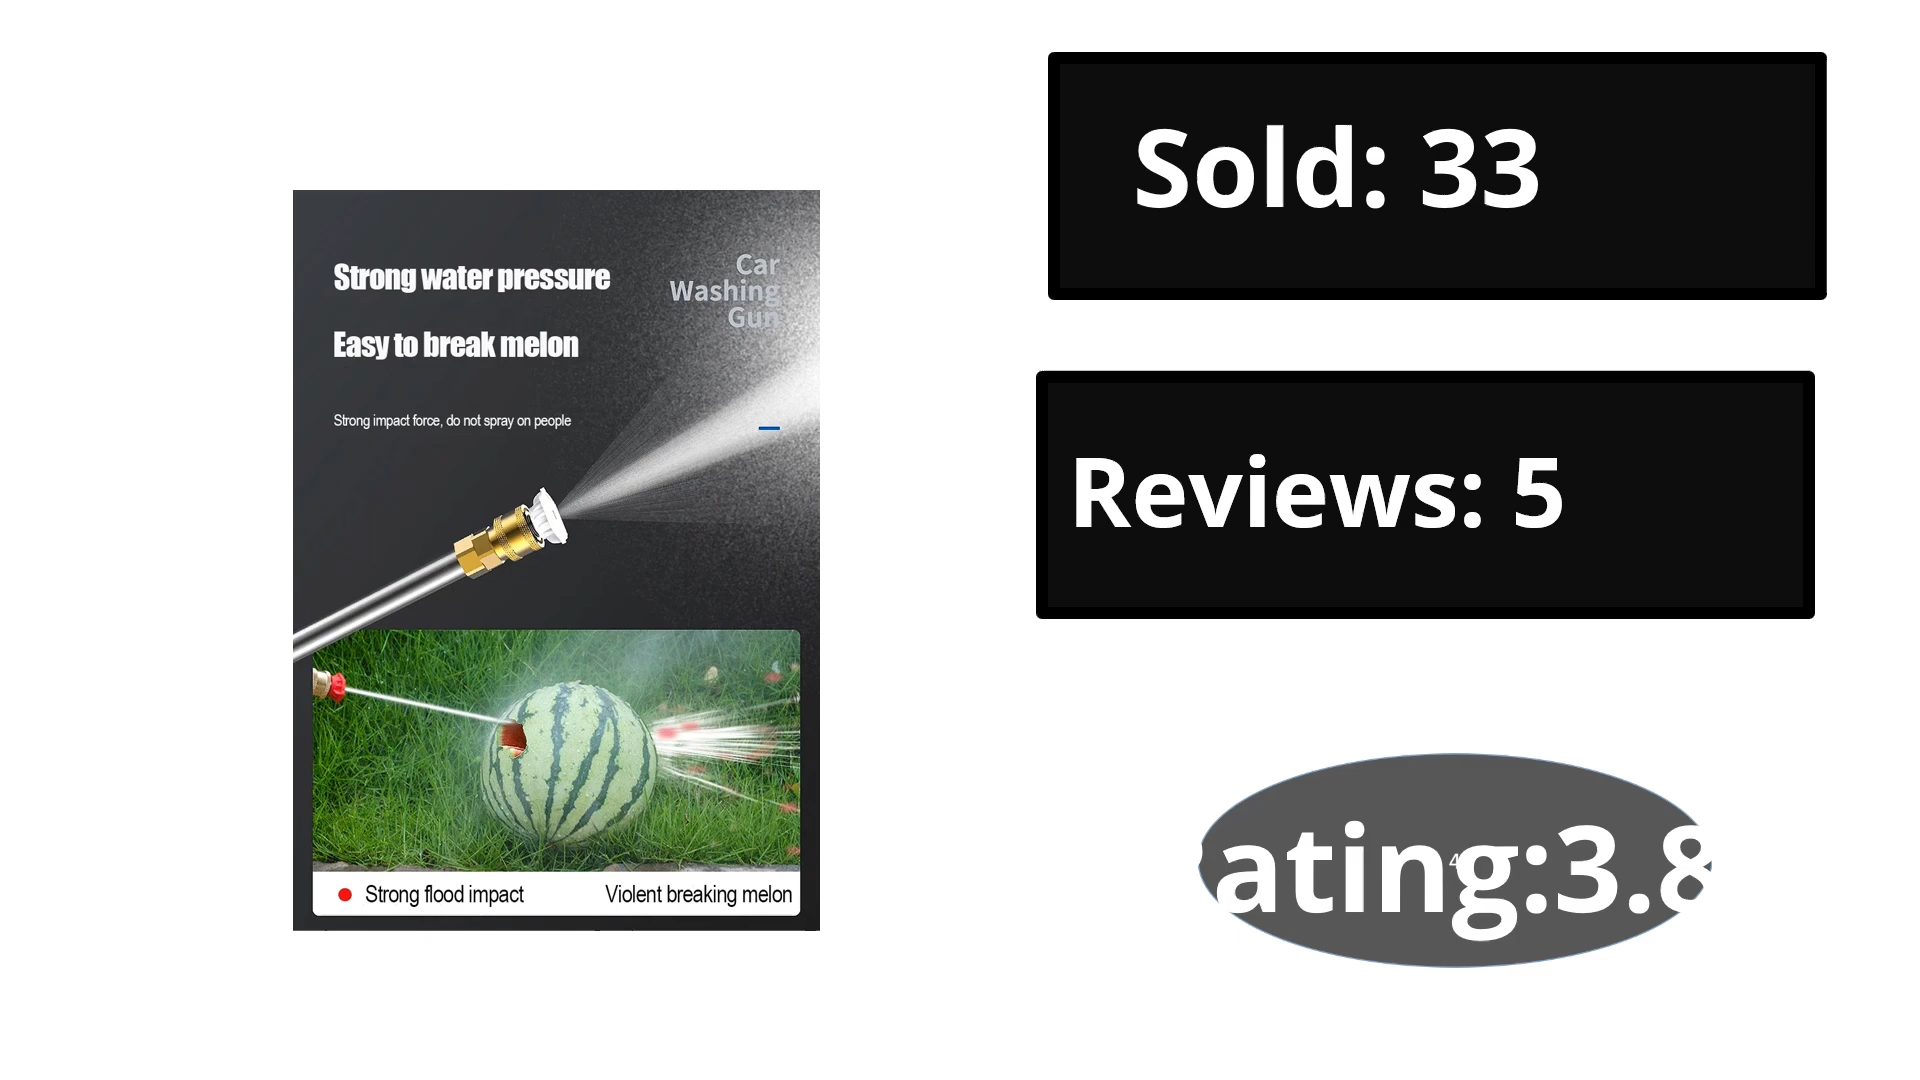 Strong water pressure
Easy to break melon
Strong impact force, do not spray on people
Car
Washing
Gun
Strong flood impact
Violent breaking melon
Sold: 33
Reviews: 5
ating:3.8